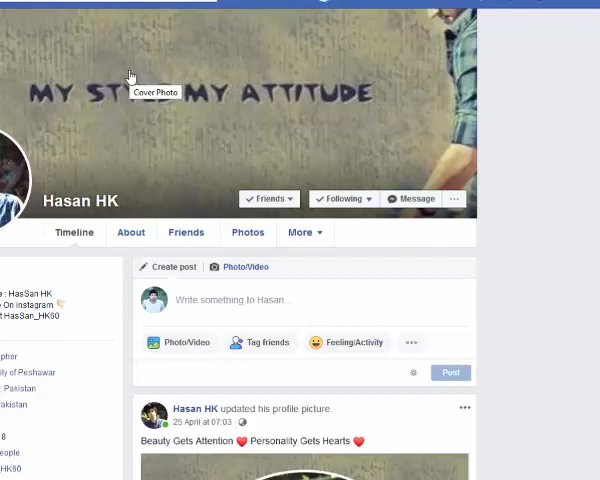 MY STYLE MY ATTITUDE
Cover Photo
Hasan HK
Friends
Following
Message
Timeline
About
Friends
Photos
More
Create post
Photo/Video
e : HasSan HK
e On instagram
t HasSan_HK60
Write something to Hasan...
Photo/Video
Tag friends
Feeling/Activity
Post
pher
ity of Peshawar
, Pakistan
akistan
8
eople
_HK60
Hasan HK updated his profile picture.
25 April at 07:03
Beauty Gets Attention ❤ Personality Gets Hearts ❤